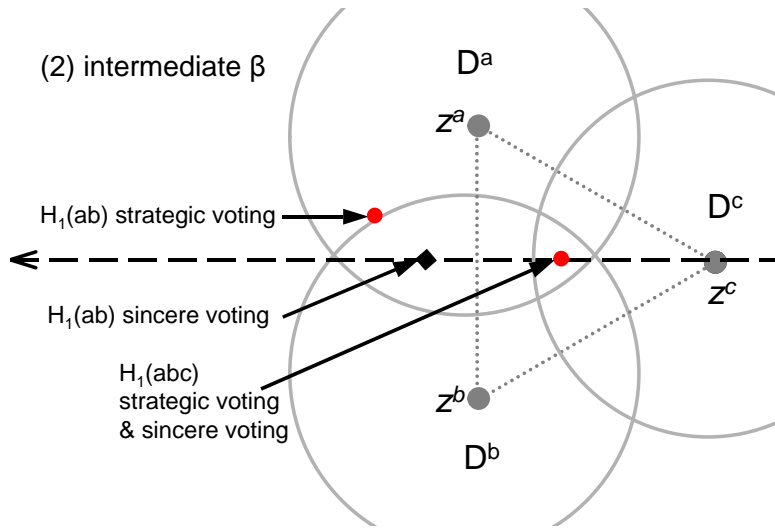 (2) intermediate β
Dᵃ
zᵃ
H₁(ab) strategic voting
Dᶜ
zᶜ
H₁(ab) sincere voting
H₁(abc)
strategic voting
& sincere voting
zᵇ
Dᵇ